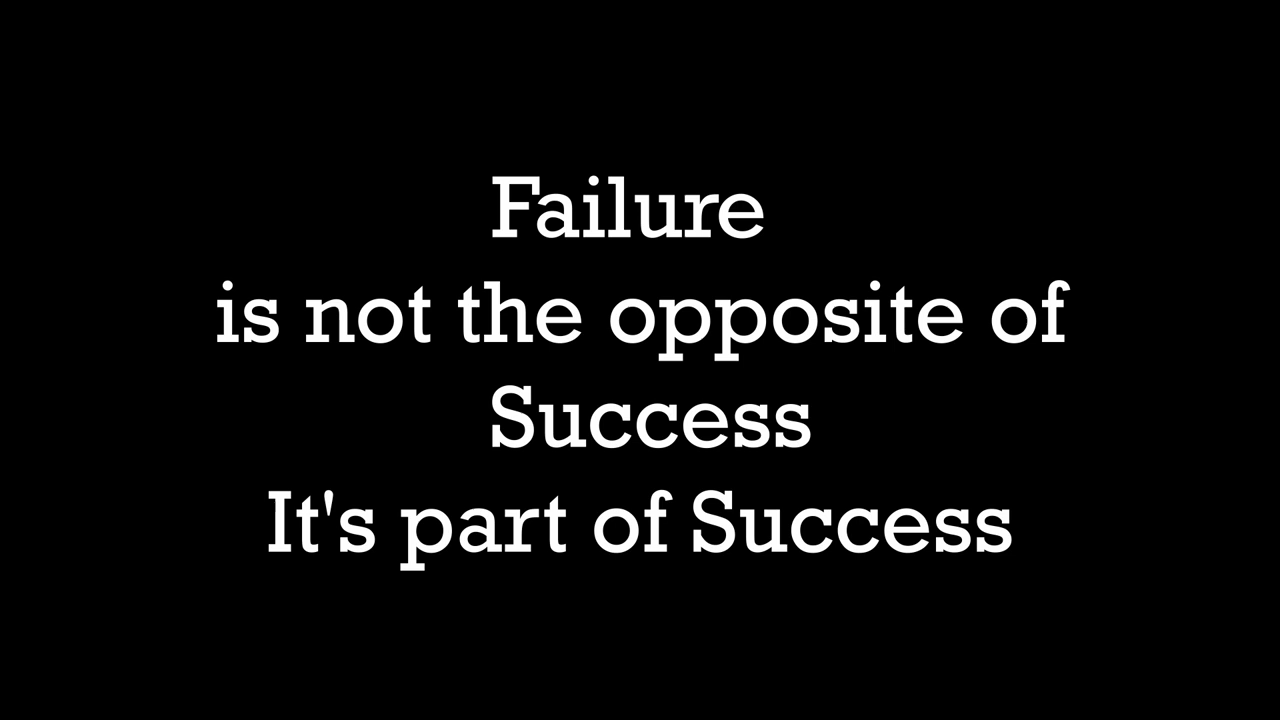 Failure
is not the opposite of
Success
It's part of Success